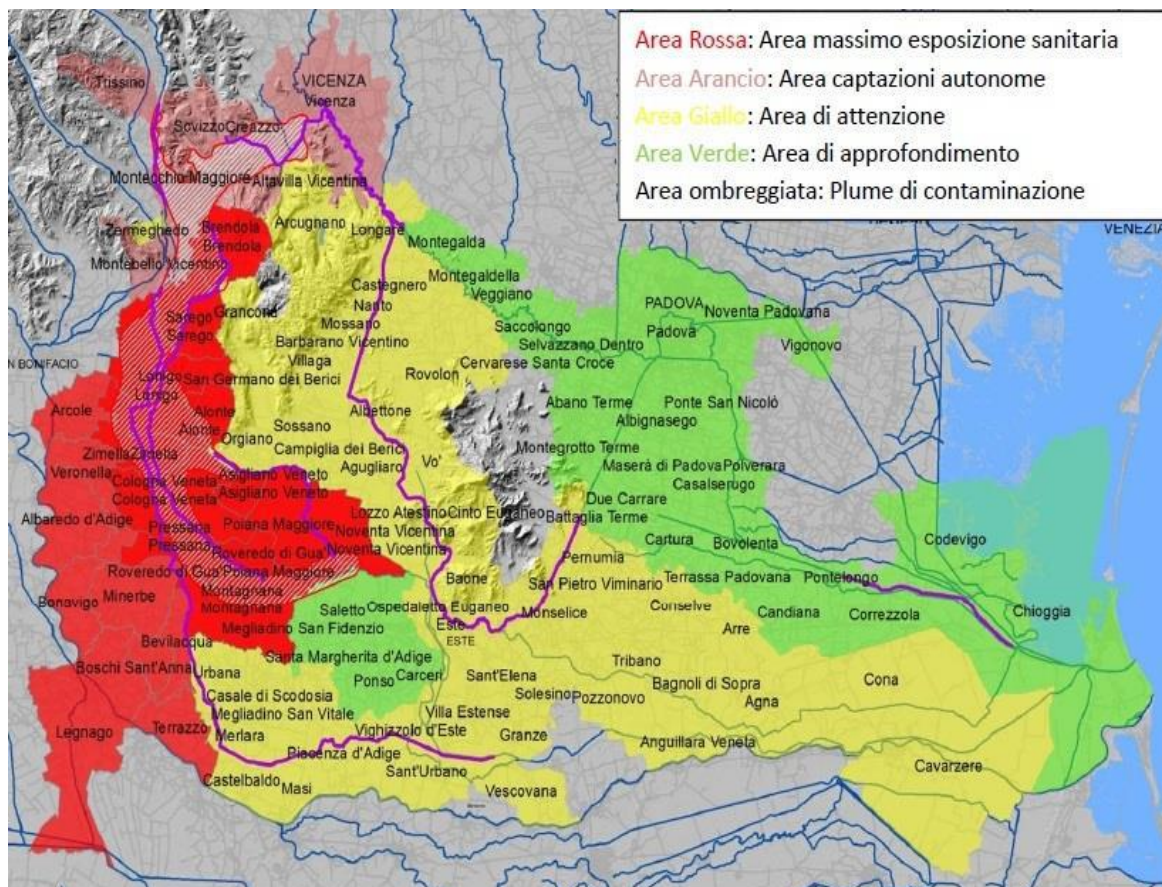 Area Rossa: Area massimo esposizione sanitaria
Area Arancio: Area captazioni autonome
Area Giallo: Area di attenzione
Area Verde: Area di approfondimento
Area ombreggiata: Plume di contaminazione
Trissino
VICENZA
Vicenza
Sovizzo Creazzo
Montecchio Maggiore
Altavilla Vicentina
Zermeghedo
Brendola
Brendola
Arcugnano
Longare
Montebello Vicentino
Montegalda
VENEZIA
Castegnero
Montegaldella
Nanto
Veggiano
Sarego
Sarego
Grancona
Mossano
Saccolongo
PADOVA
Padova
Noventa Padovana
Barbarano Vicentino
Selvazzano Dentro
Vigonovo
N BONIFACIO
Villaga
Cervarese Santa Croce
Lonigo
Lonigo
San Germano dei Berici
Rovolon
Arcole
Alonte
Alonte
Albettone
Abano Terme
Ponte San Nicoló
Albignasego
Orgiano
Sossano
Campiglia dei Berici
Montegrotto Terme
Zimella Zimella
Veronella
Agugliaro
Vo'
Maserá di Padova
Polverara
Casalserugo
Cologna Veneta
Cologna Veneta
Asigliano Veneto
Asigliano Veneto
Due Carrare
Albaredo d'Adige
Pressana
Pressana
Poiana Maggiore
Lozzo Atestino
Cinto Euganeo
Battaglia Terme
Noventa Vicentina
Noventa Vicentina
Cartura
Bovolenta
Codevigo
Roveredo di Gua'
Roveredo di Gua'
Poiana Maggiore
Pernumia
Bonavigo
Minerbe
Montagnana
Montagnana
Baone
San Pietro Viminario
Terrassa Padovana
Pontelongo
Saletto
Ospedaletto Euganeo
Monselice
Conselve
Candiana
Correzzola
Chioggia
Megliadino San Fidenzio
Este
ESTE
Arre
Bevilacqua
Boschi Sant'Anna
Urbana
Santa Margherita d'Adige
Ponso
Carceri
Sant'Elena
Tribano
Bagnoli di Sopra
Cona
Casale di Scodosia
Solesino
Pozzonovo
Agna
Megliadino San Vitale
Villa Estense
Legnago
Terrazzo
Merlara
Vighizzolo d'Este
Granze
Anguillara Veneta
Piacenza d'Adige
Sant'Urbano
Cavarzere
Castelbaldo
Masi
Vescovana